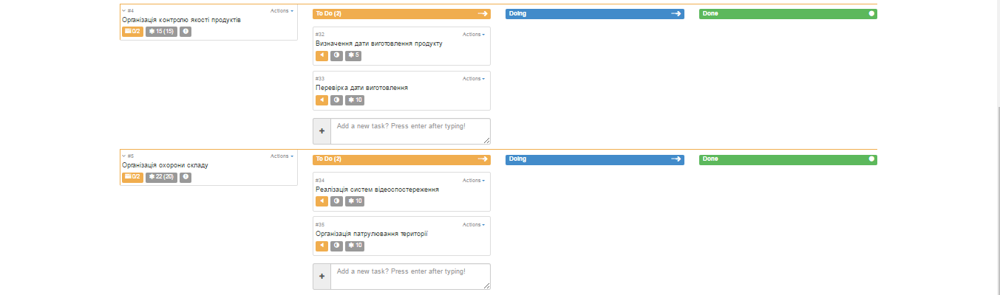 #4 Actions
Організація контролю якості продуктів
0/2 15 (15)
To Do (2)
Doing
Done
#32 Actions
Визначення дати виготовлення продукту
5
#33 Actions
Перевірка дати виготовлення
10
Add a new task? Press enter after typing!
#5 Actions
Організація охорони складу
0/2 22 (20)
To Do (2)
Doing
Done
#34 Actions
Реалізація систем відеоспостереження
10
#35 Actions
Організація патрулювання території
10
Add a new task? Press enter after typing!